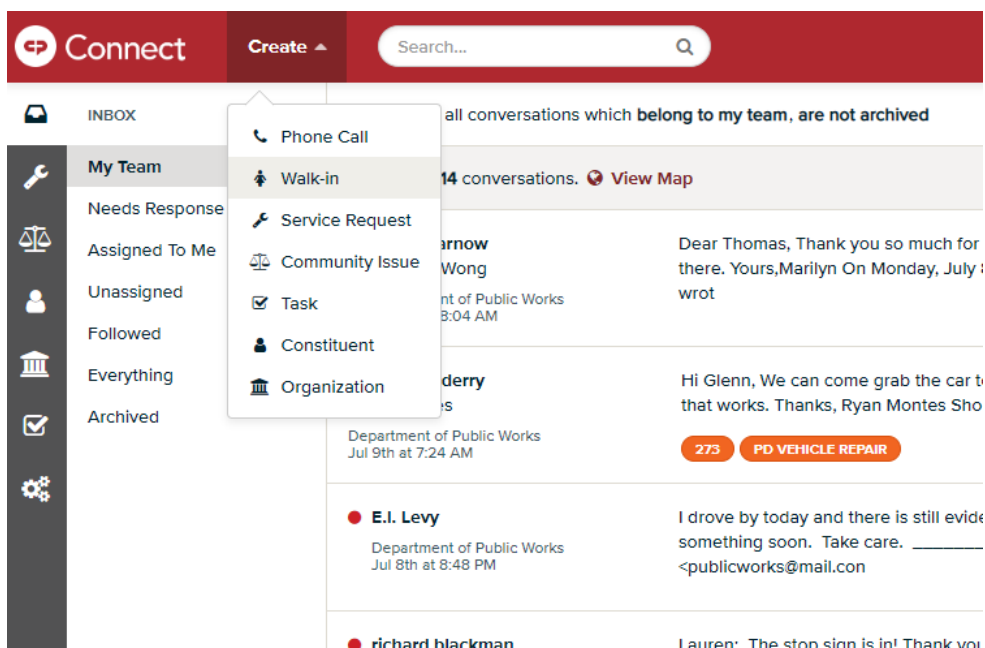 Connect
Create
Search...
INBOX
My Team
Needs Response
Assigned To Me
Unassigned
Followed
Everything
Archived
Phone Call
Walk-in
Service Request
Community Issue
Task
Constituent
Organization
all conversations which belong to my team, are not archived
14 conversations. View Map
Wong
of Public Works
8:04 AM
Dear Thomas, Thank you so much for
there. Yours,Marilyn On Monday, July
wrot
Department of Public Works
Jul 9th at 7:24 AM
Hi Glenn, We can come grab the car
that works. Thanks, Ryan Montes Sho
273 PD VEHICLE REPAIR
E.I. Levy
Department of Public Works
Jul 8th at 8:48 PM
I drove by today and there is still evide
something soon. Take care. ________
<publicworks@mail.con
richard blackman
Lauren: The stop sign is in! Thank you